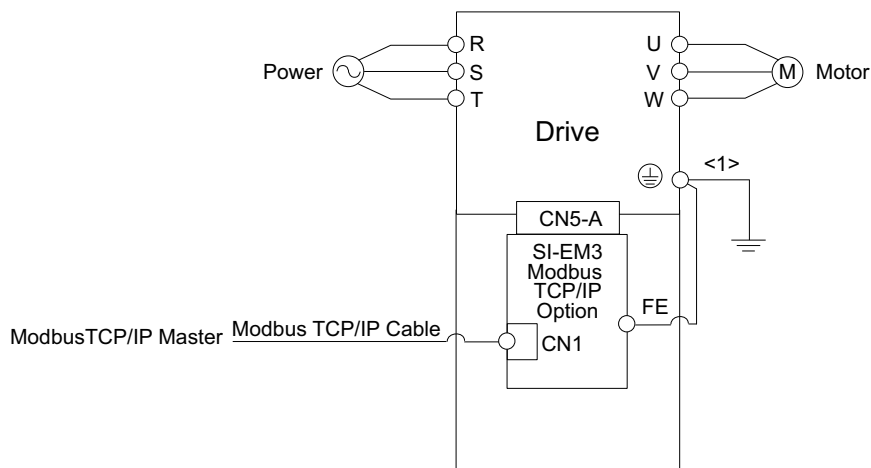 R
U
Power
S
V
M
Motor
T
W
Drive
<1>
CN5-A
SI-EM3
Modbus
TCP/IP
Option
FE
ModbusTCP/IP Master
Modbus TCP/IP Cable
CN1